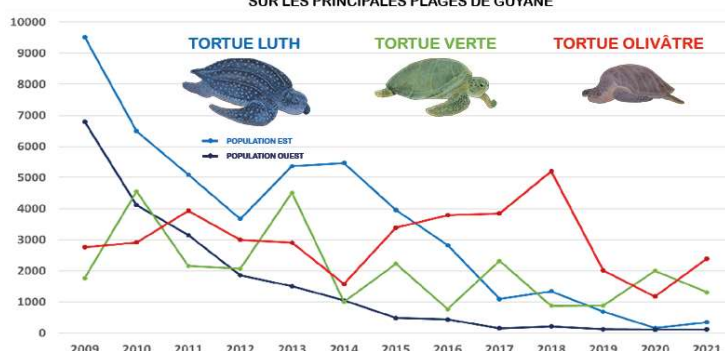 SUR LES PRINCIPALES PLAGES DE GUYANE
10000
TORTUE LUTH TORTUE VERTE TORTUE OLIVÂTRE
9000
8000
7000
POPULATION EST
6000
POPULATION OUEST
5000
4000
3000
2000
1000
0
2009 2010 2011 2012 2013 2014 2015 2016 2017 2018 2019 2020 2021